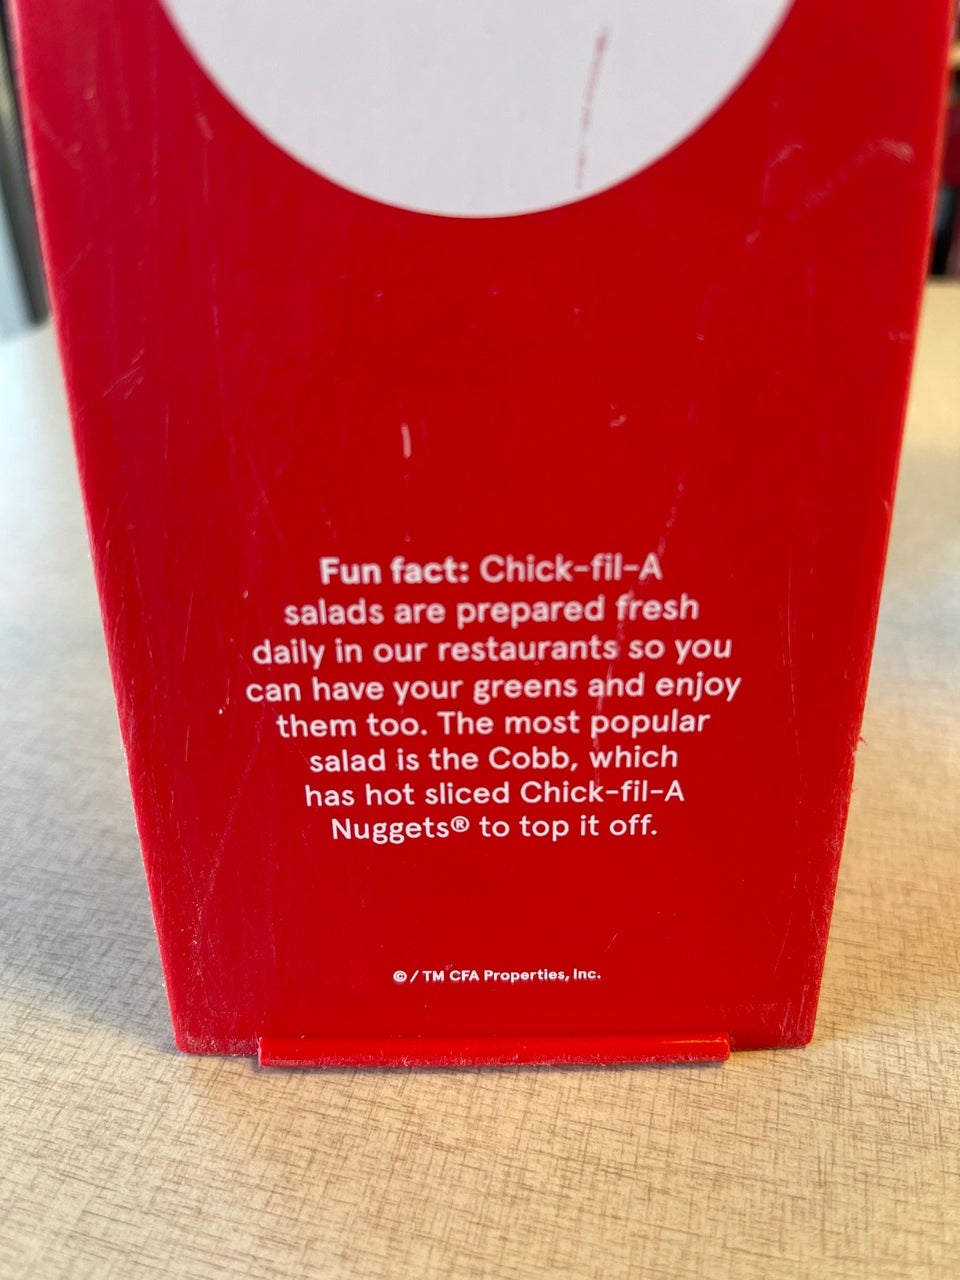 Fun fact: Chick-fil-A
salads are prepared fresh
daily in our restaurants so you
can have your greens and enjoy
them too. The most popular
salad is the Cobb, which
has hot sliced Chick-fil-A
Nuggets® to top it off.
©/TM CFA Properties, Inc.